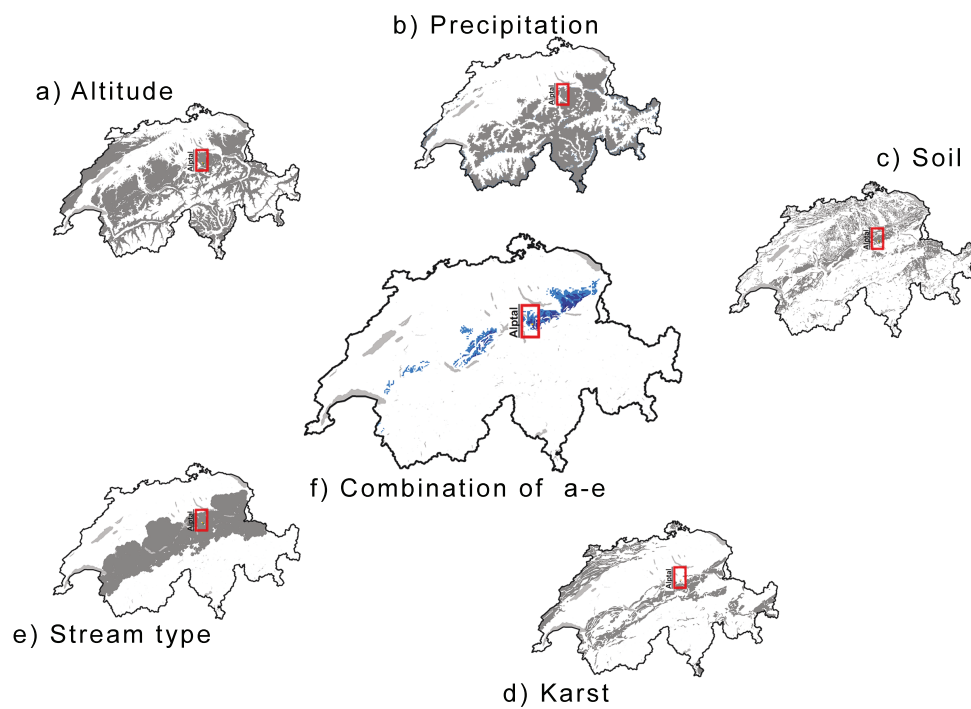 b) Precipitation
a) Altitude
Alptal
Alptal
c) Soil
Alptal
Alptal
f) Combination of a-e
Alptal
e) Stream type
Alptal
d) Karst